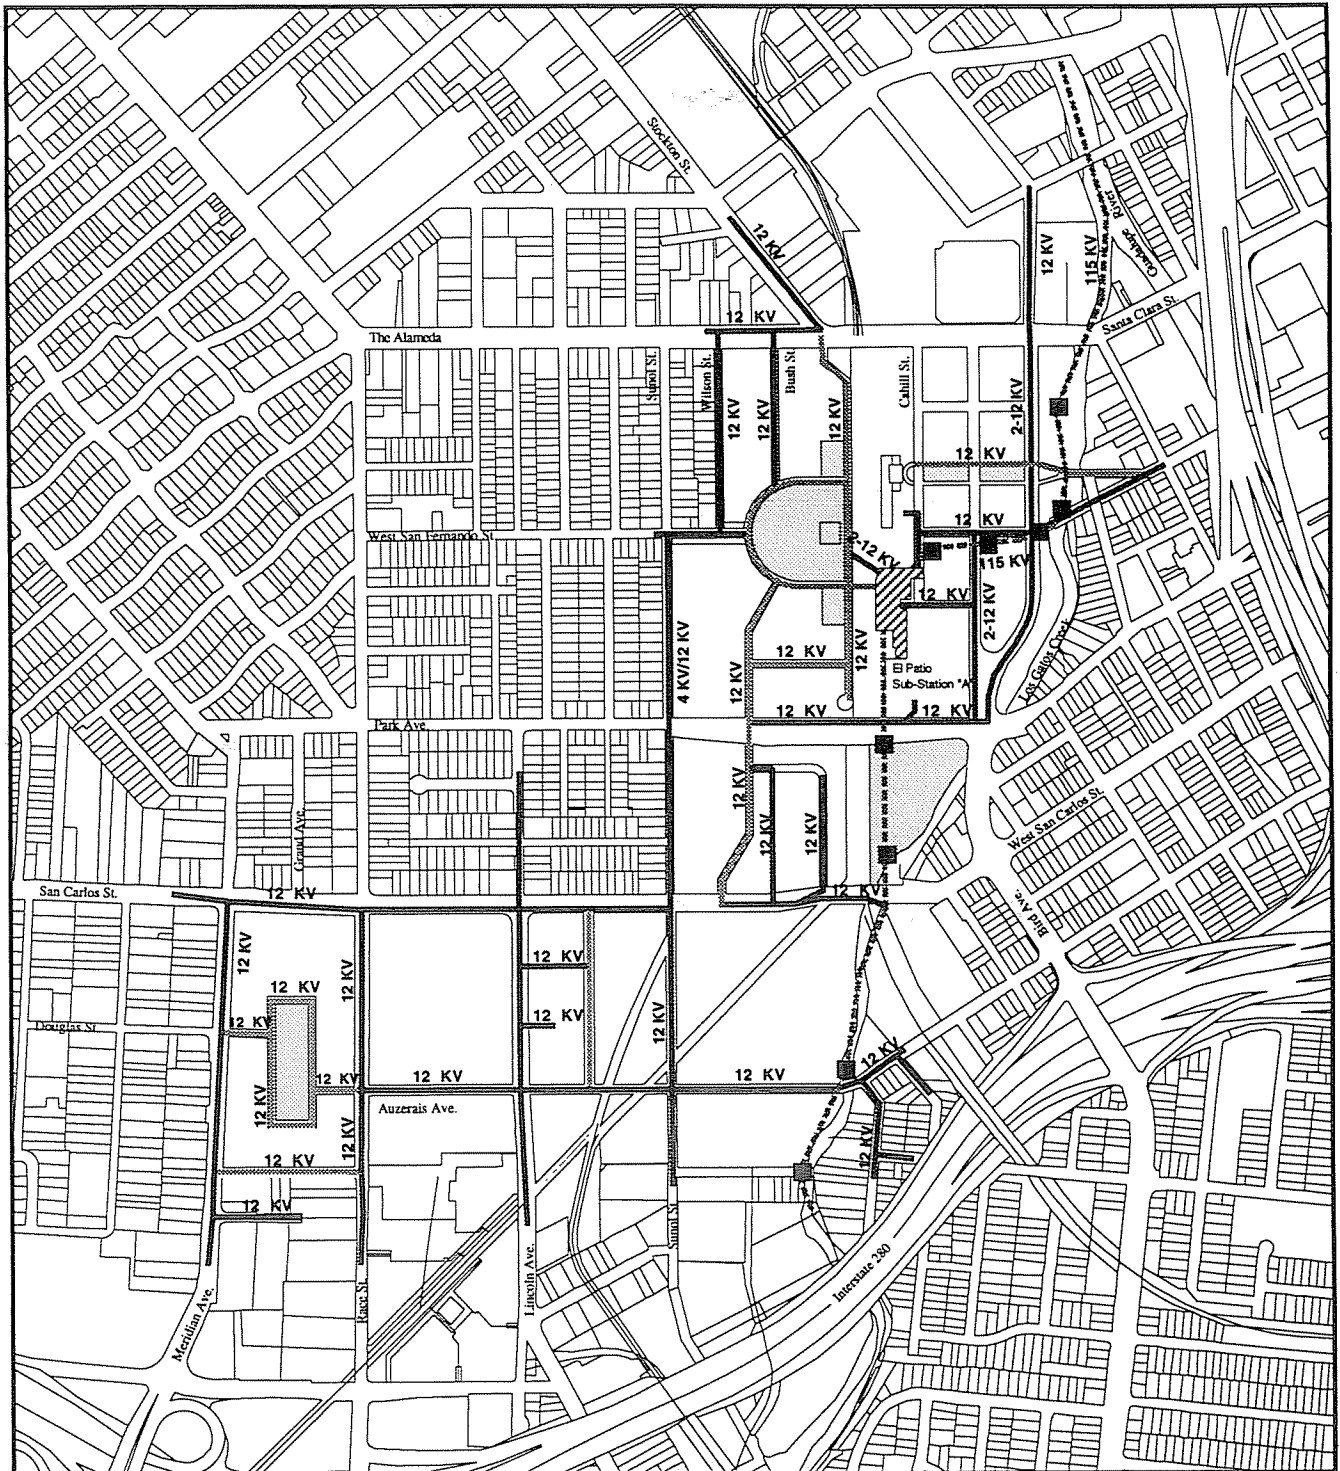 Stockton St.
12 KV
River
Guadalupe
12 KV
115 KV
Santa Clara St.
12 KV
The Alameda
Sunol St.
Wilson St.
Bush St.
Cahill St.
12 KV
12 KV
12 KV
2-12 KV
12 KV
12 KV
West San Fernando St.
2-12 KV
115 KV
12 KV
2-12 KV
4 KV/12 KV
12 KV
12 KV
12 KV
El Patio
Sub-Station "A"
Los Gatos Creek
12 KV
12 KV
Park Ave.
12 KV
12 KV
12 KV
West San Carlos St.
Grand Ave.
San Carlos St.
12 KV
12 KV
Bird Ave.
12 KV
12 KV
12 KV
12 KV
12 KV
12 KV
Douglas St.
12 KV
12 KV
12 KV
12 KV
12 KV
12 KV
Auzerais Ave.
12 KV
12 KV
12 KV
12 KV
12 KV
Sunol St.
Interstate 280
Lincoln Ave.
Race St.
Meridian Ave.